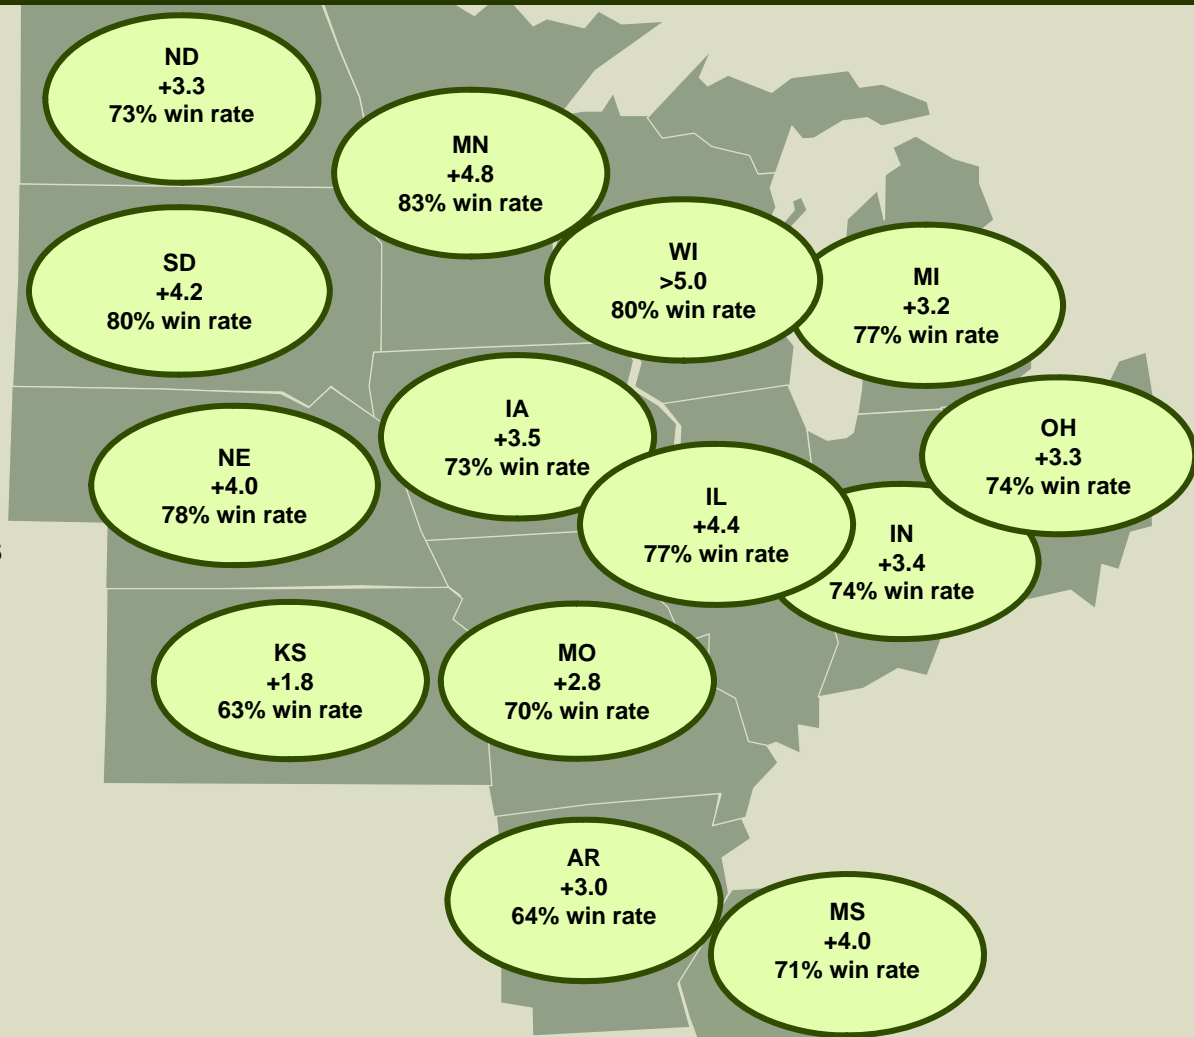 ND
+3.3
73% win rate
MN
+4.8
83% win rate
WI
>5.0
80% win rate
MI
+3.2
77% win rate
SD
+4.2
80% win rate
IA
+3.5
73% win rate
OH
+3.3
74% win rate
NE
+4.0
78% win rate
IL
+4.4
77% win rate
IN
+3.4
74% win rate
KS
+1.8
63% win rate
MO
+2.8
70% win rate
AR
+3.0
64% win rate
MS
+4.0
71% win rate